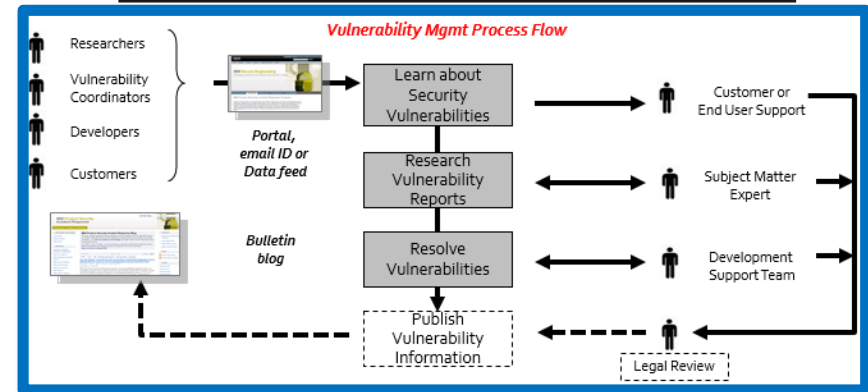 Vulnerability Mgmt Process Flow
Researchers
Vulnerability
Coordinators
Developers
Customers
Portal,
email ID or
Data feed
Learn about
Security
Vulnerabilities
Customer or
End User Support
Research
Vulnerability
Reports
Subject Matter
Expert
Bulletin
blog
Resolve
Vulnerabilities
Development
Support Team
Publish
Vulnerability
Information
Legal Review